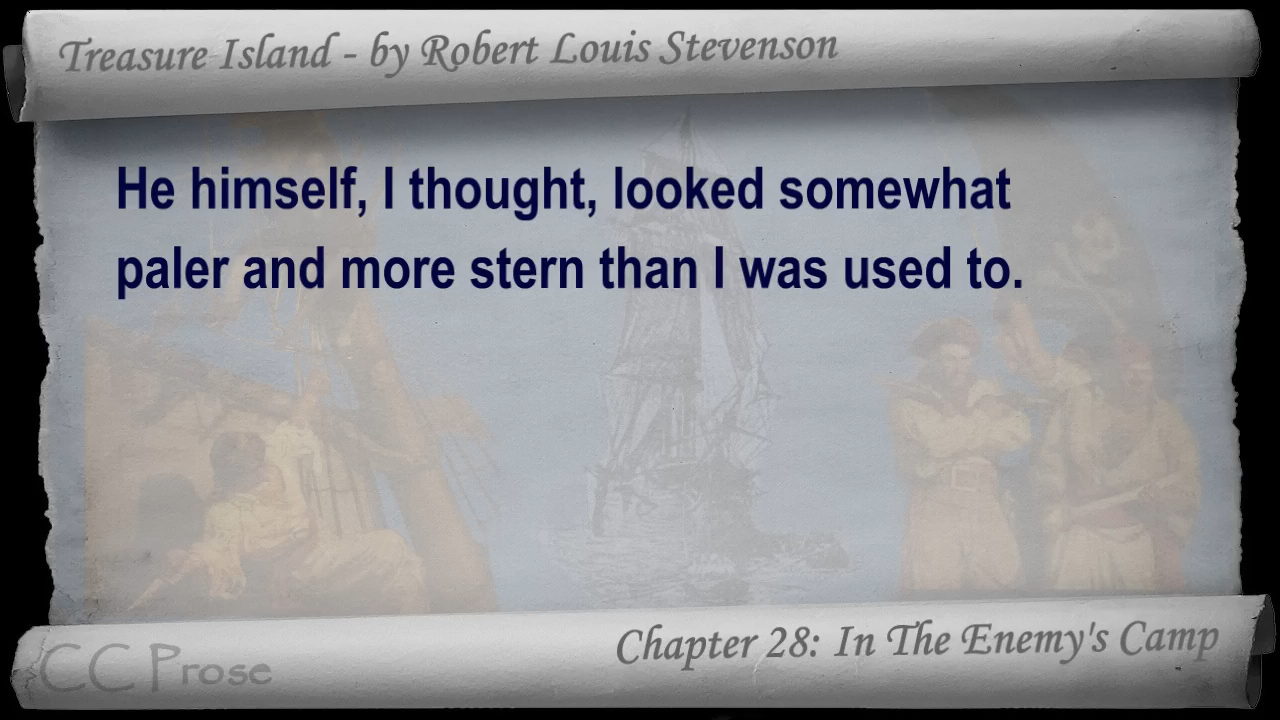 Treasure Island - by Robert Louis Stevenson
He himself, I thought, looked somewhat
paler and more stern than I was used to.
Chapter 28: In The Enemy's Camp
CC Prose